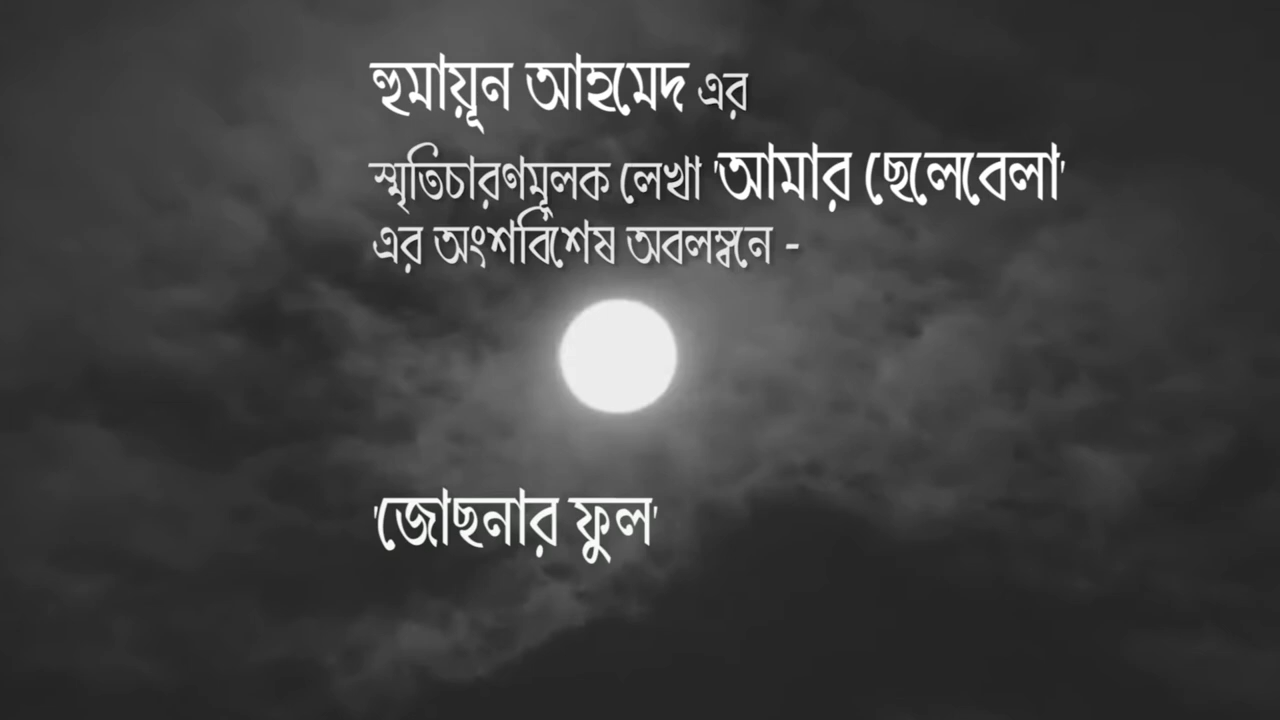 হুমায়ূন আহমেদ এর
স্মৃতিচারণমূলক লেখা 'আমার ছেলেবেলা'
এর অংশবিশেষ অবলম্বনে -
'জোছনার ফুল'